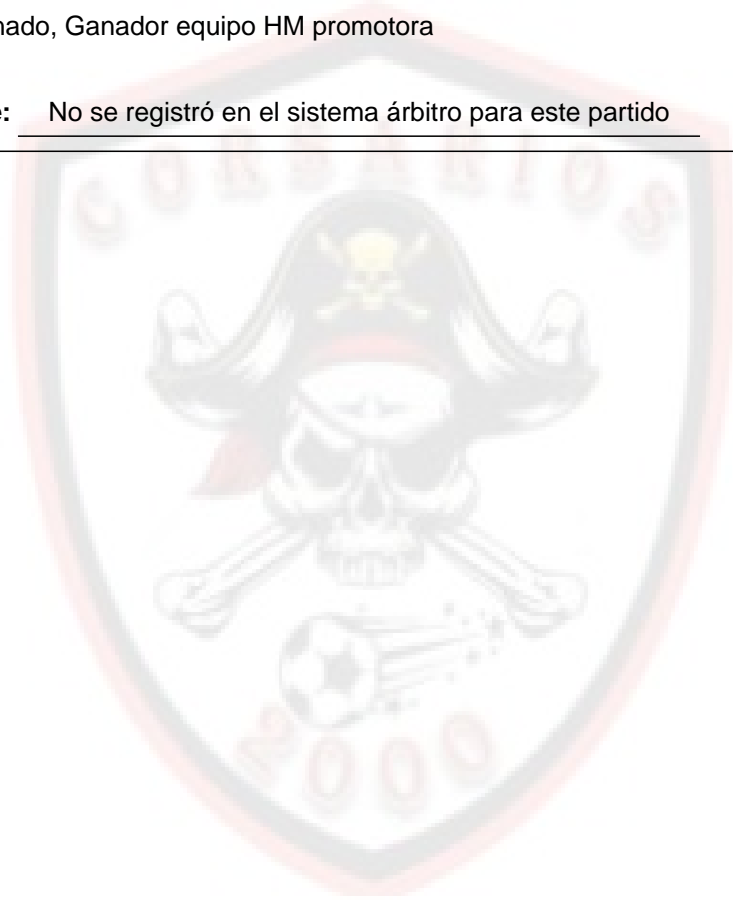 nado, Ganador equipo HM promotora
: No se registró en el sistema árbitro para este partido
CORSARIOS
2000